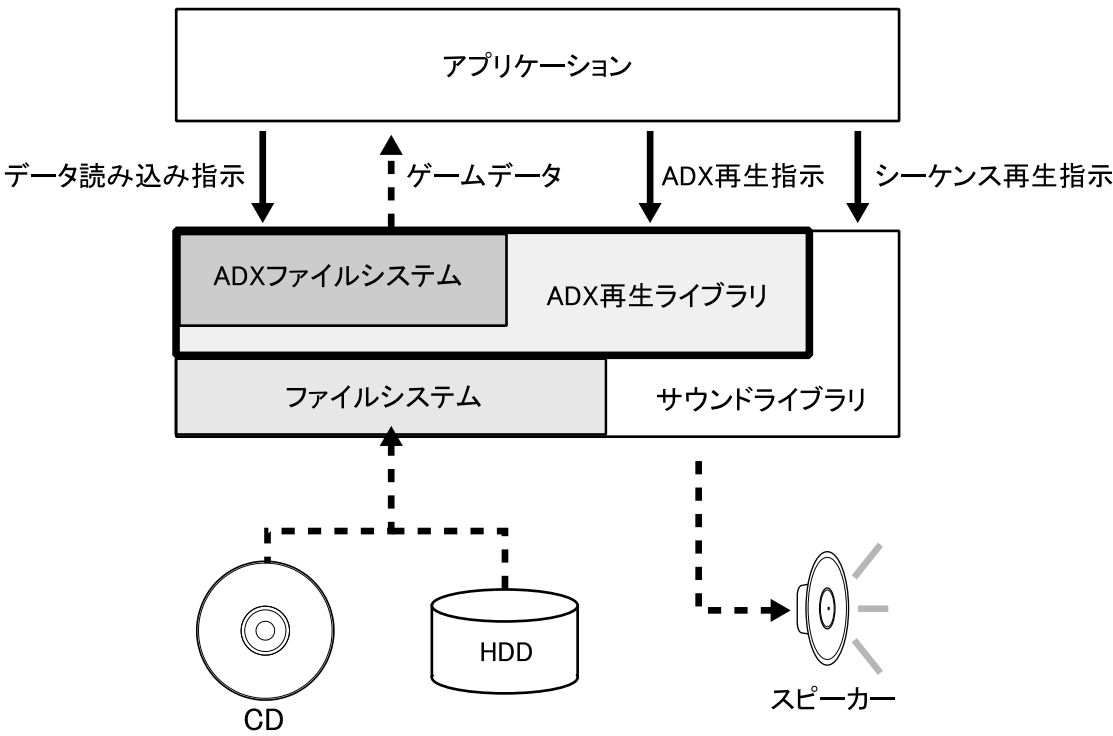 アプリケーション
データ読み込み指示
ゲームデータ
ADX再生指示
シーケンス再生指示
ADXファイルシステム
ADX再生ライブラリ
ファイルシステム
サウンドライブラリ
HDD
スピーカー
CD